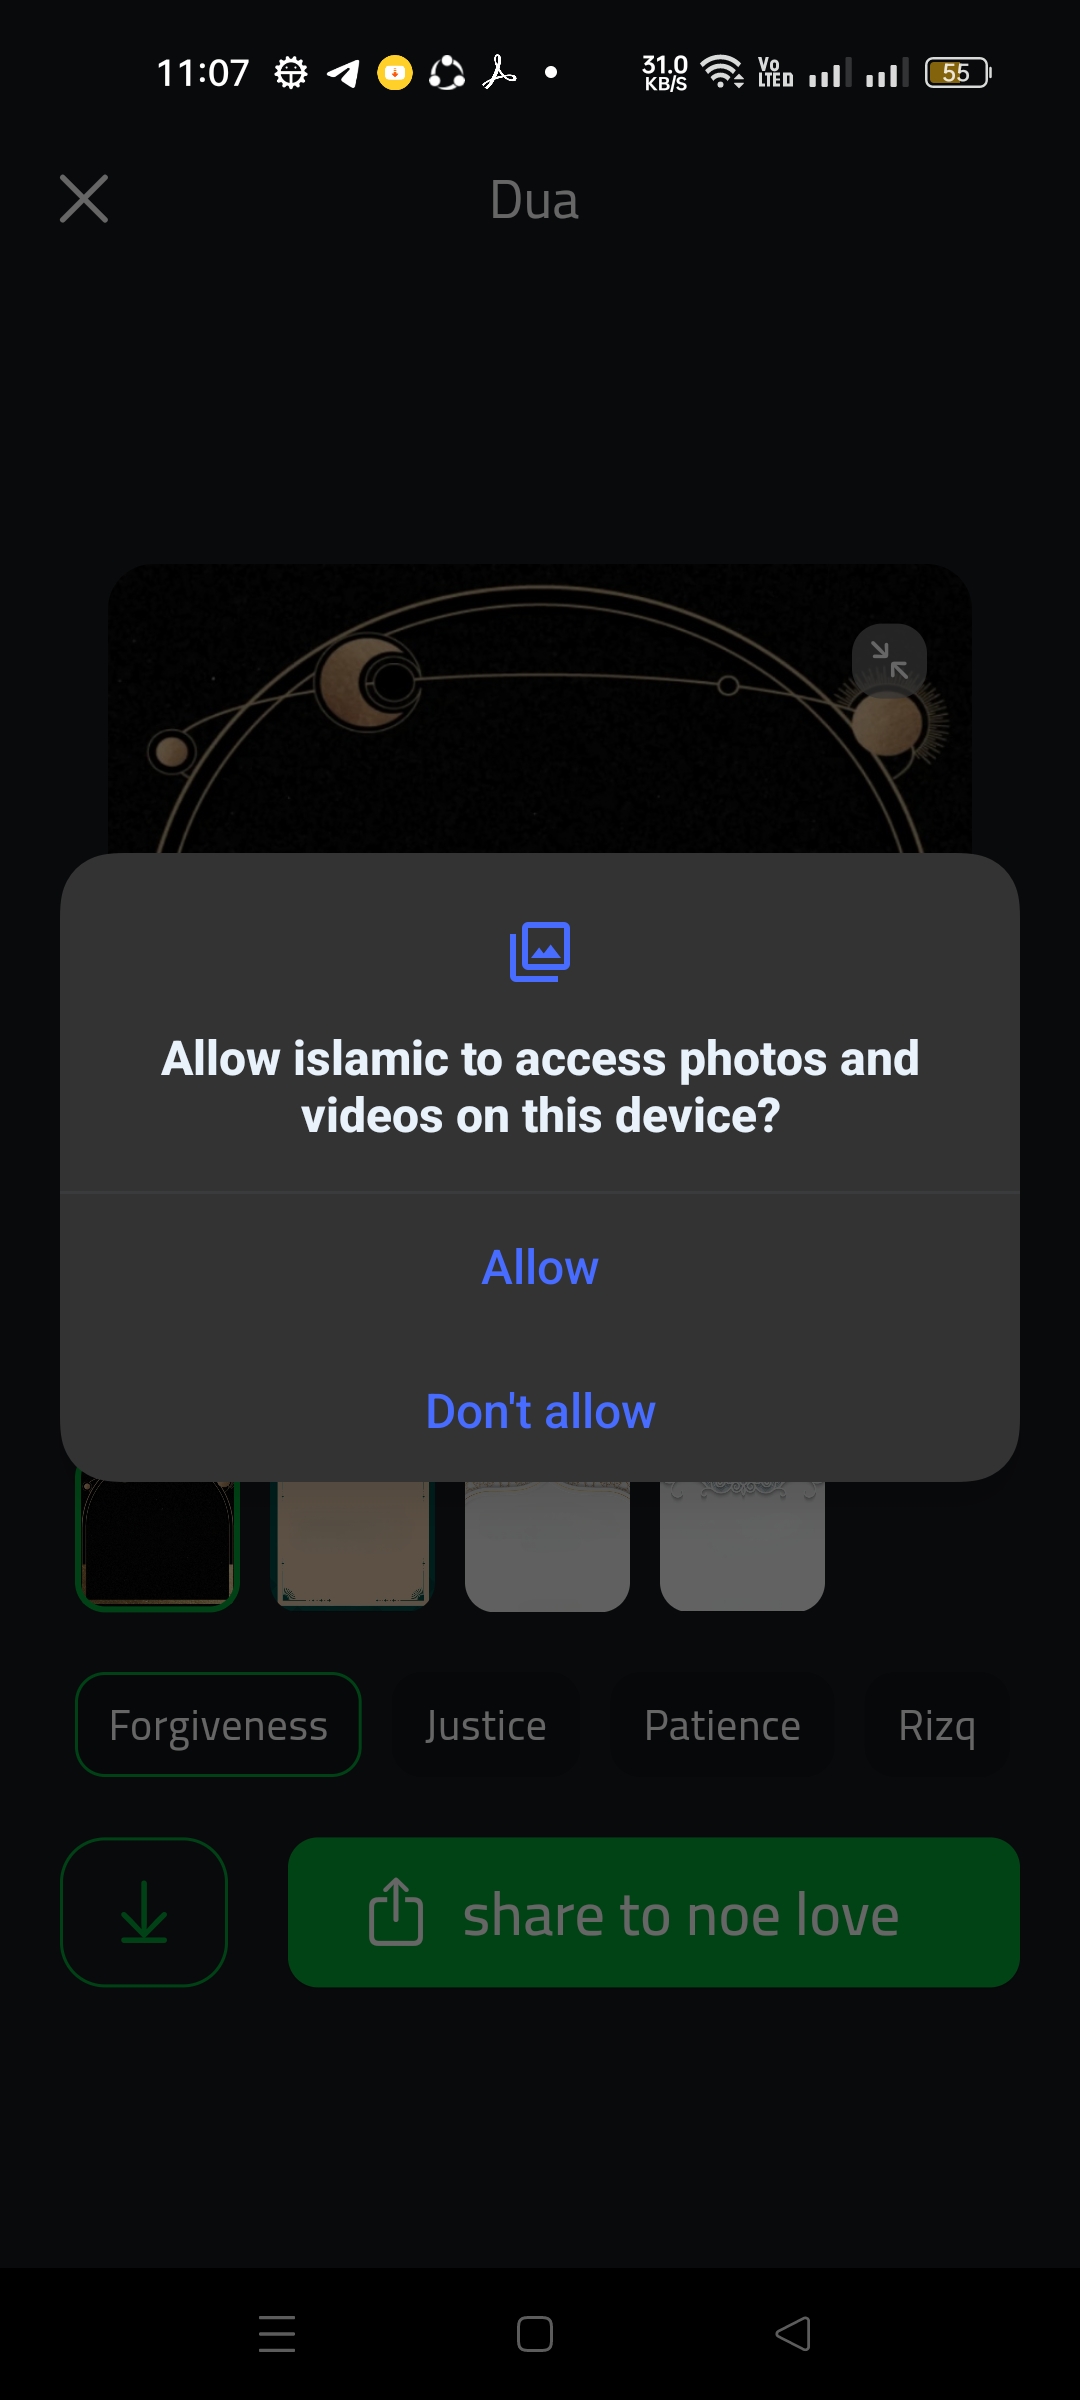 11:07
31.0
KB/S
Vo
LTE
55
Dua
Allow islamic to access photos and
videos on this device?
Allow
Don't allow
Forgiveness Justice Patience Rizq
share to noe love